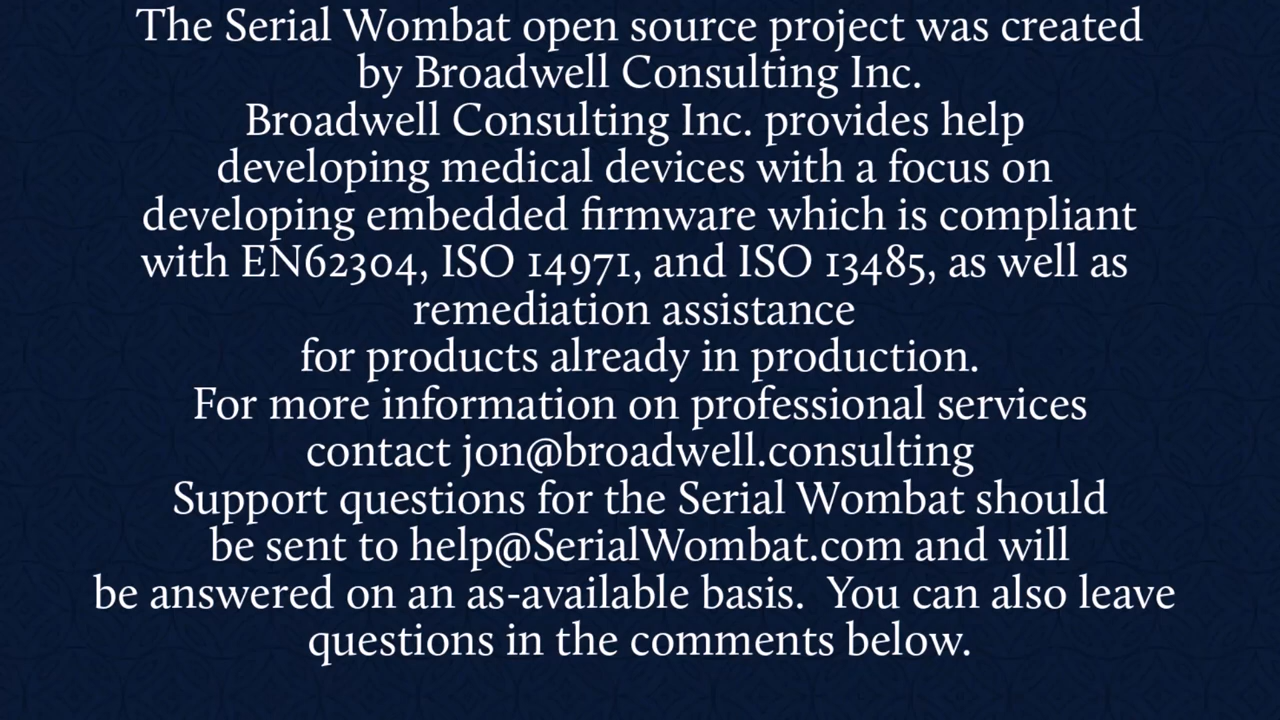 The Serial Wombat open source project was created
by Broadwell Consulting Inc.
Broadwell Consulting Inc. provides help
developing medical devices with a focus on
developing embedded firmware which is compliant
with EN62304, ISO 14971, and ISO 13485, as well as
remediation assistance
for products already in production.
For more information on professional services
contact jon@broadwell.consulting
Support questions for the Serial Wombat should
be sent to help@SerialWombat.com and will
be answered on an as-available basis.  You can also leave
questions in the comments below.